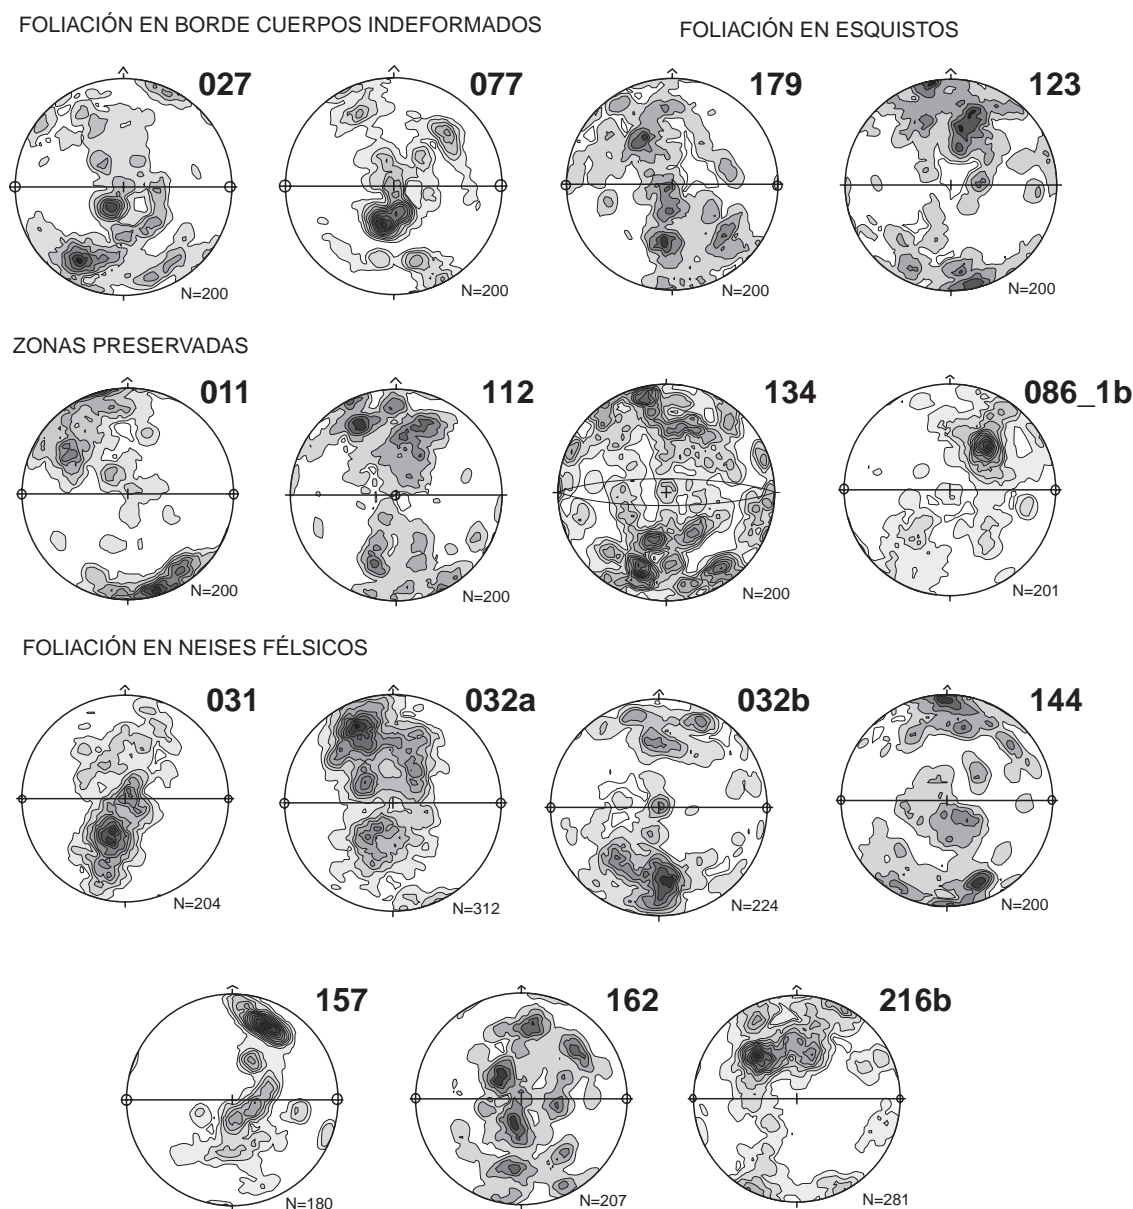 FOLIACIÓN EN BORDE CUERPOS INDEFORMADOS
FOLIACIÓN EN ESQUISTOS
027
077
179
123
N=200
N=200
N=200
N=200
ZONAS PRESERVADAS
011
112
134
086_1b
N=200
N=200
N=200
N=201
FOLIACIÓN EN NEISES FÉLSICOS
031
032a
032b
144
N=204
N=312
N=224
N=200
157
162
216b
N=180
N=207
N=281